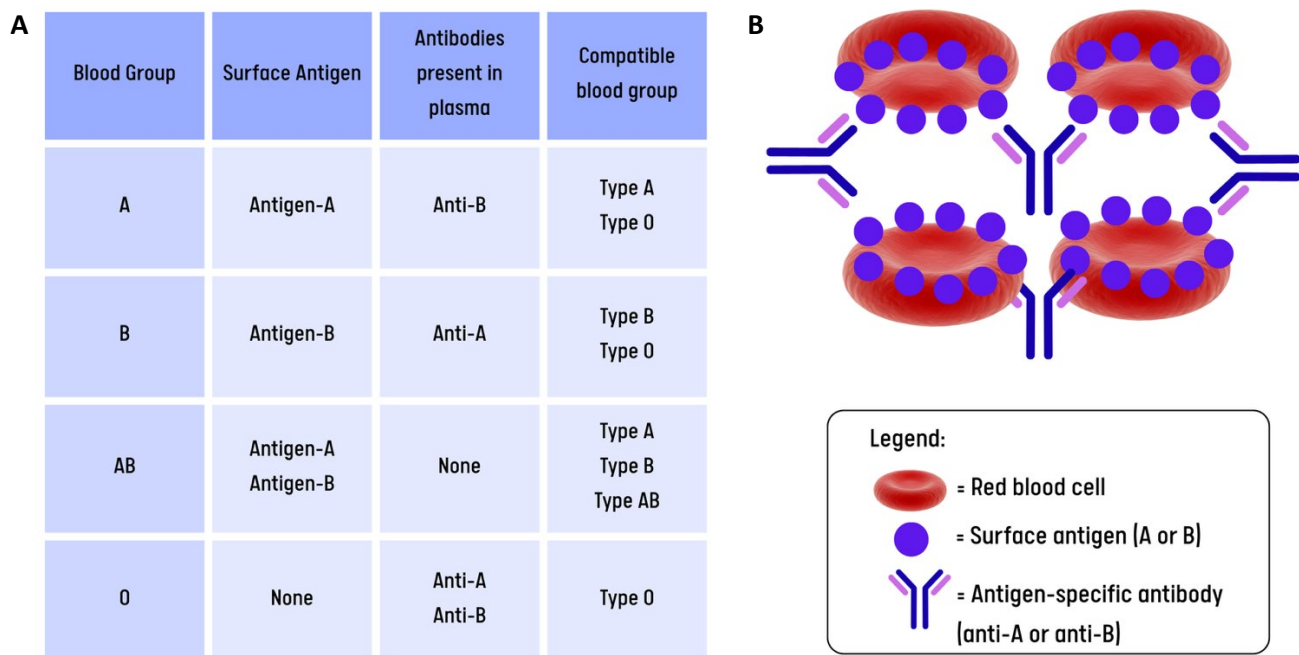 A
Blood Group
Surface Antigen
Antibodies
present in
plasma
Compatible
blood group
A
Antigen-A
Anti-B
Type A
Type O
B
Antigen-B
Anti-A
Type B
Type O
AB
Antigen-A
Antigen-B
None
Type A
Type B
Type AB
O
None
Anti-A
Anti-B
Type O
B
Legend:
= Red blood cell
= Surface antigen (A or B)
= Antigen-specific antibody
(anti-A or anti-B)